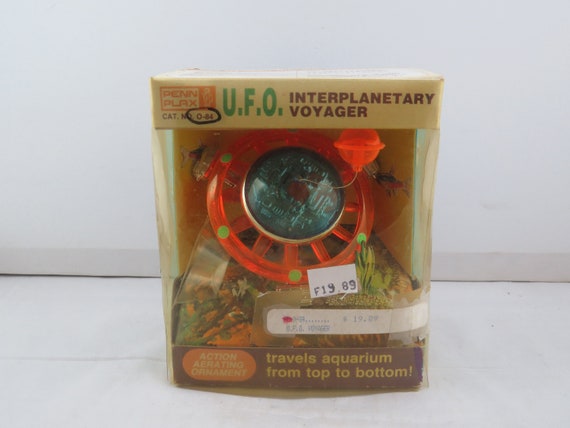 PENN
PLAX
CAT. NO. O-84
U.F.O. INTERPLANETARY
VOYAGER
F19.89
$ 19.89
U.F.O. VOYAGER
ACTION
AERATING
ORNAMENT
travels aquarium
from top to bottom!